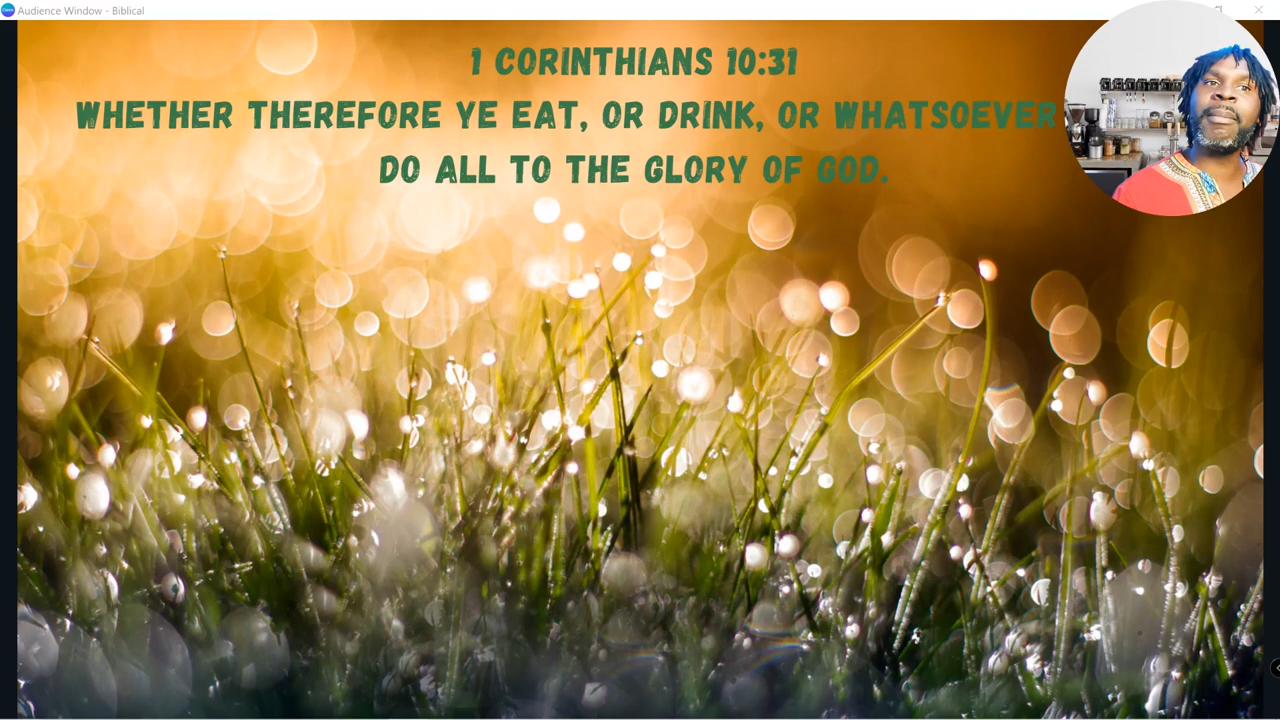 Audience Window - Biblical
1 CORINTHIANS 10:31
WHETHER THEREFORE YE EAT, OR DRINK, OR WHATSOEVER
DO ALL TO THE GLORY OF GOD.